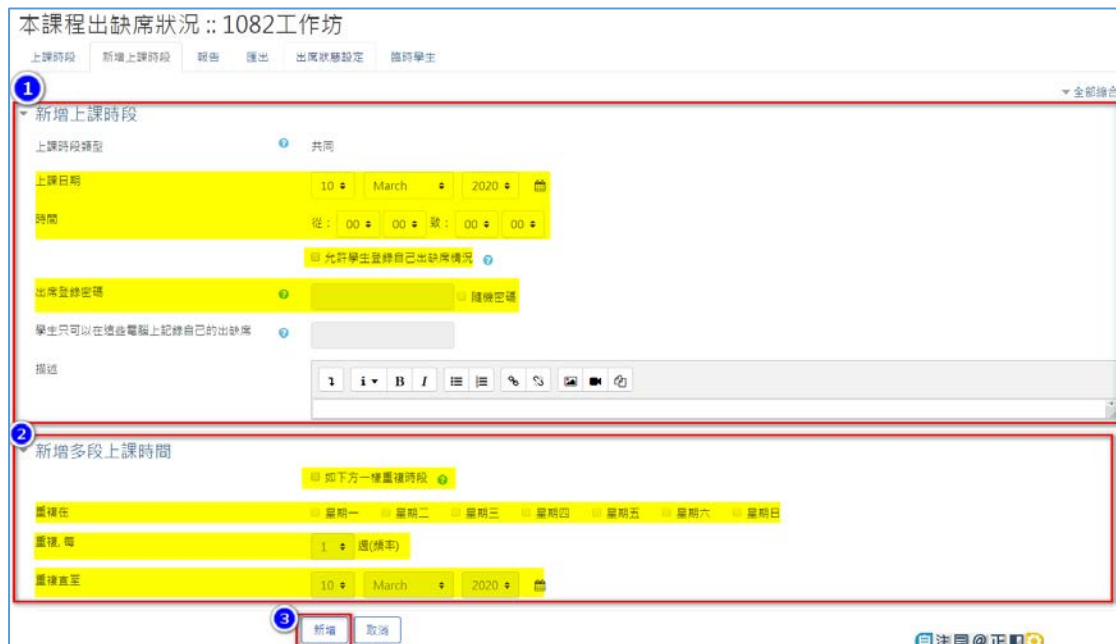 本課程出缺席狀況 :: 1082工作坊
上課時段 新增上課時段 報告 匯出 出席狀態設定 臨時學生
1
全部縮合
新增上課時段
上課時段類型 共同
上課日期 10 March 2020
時間 從： 00 00 致： 00 00
允許學生登錄自己出缺席情況
出席登錄密碼 隨機密碼
學生只可以在這些電腦上記錄自己的出缺席
描述
i B I
2
新增多段上課時間
如下方一樣重複時段
重複在 星期一 星期二 星期三 星期四 星期五 星期六 星期日
重複, 每 1 週(頻率)
重複直至 10 March 2020
3
新增 取消